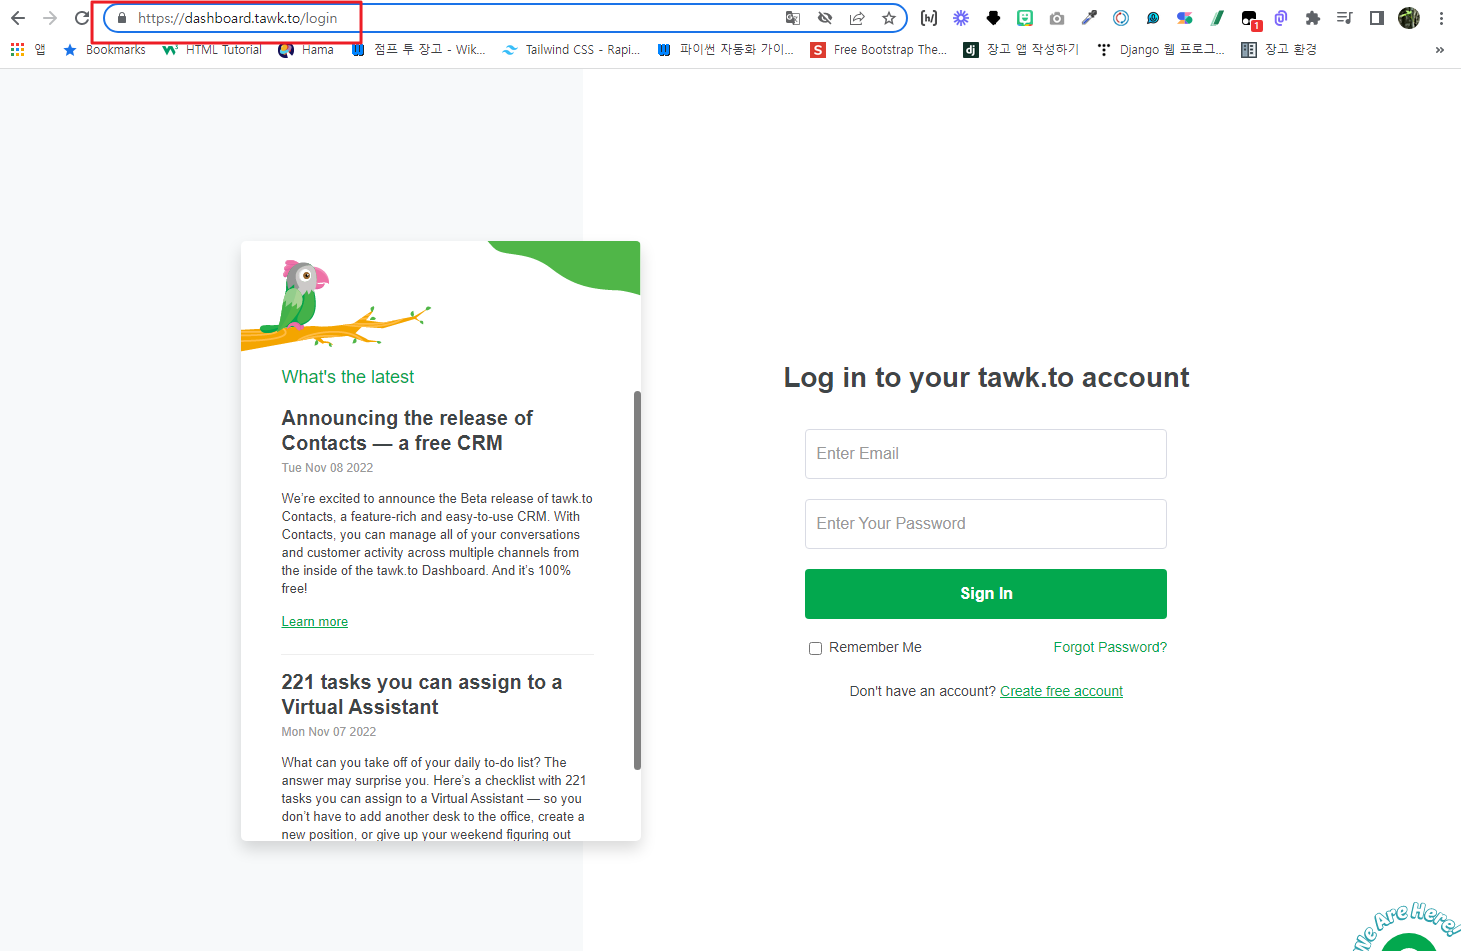 https://dashboard.tawk.to/login
1
앱
Bookmarks
HTML Tutorial
Hama
점프 투 장고 - Wik...
Tailwind CSS - Rapi...
파이썬 자동화 가이...
Free Bootstrap The...
장고 앱 작성하기
Django 웹 프로그...
장고 환경
»
What's the latest
Announcing the release of
Contacts — a free CRM
Tue Nov 08 2022
We're excited to announce the Beta release of tawk.to
Contacts, a feature-rich and easy-to-use CRM. With
Contacts, you can manage all of your conversations
and customer activity across multiple channels from
the inside of the tawk.to Dashboard. And it's 100%
free!
Learn more
221 tasks you can assign to a
Virtual Assistant
Mon Nov 07 2022
What can you take off of your daily to-do list? The
answer may surprise you. Here's a checklist with 221
tasks you can assign to a Virtual Assistant — so you
don't have to add another desk to the office, create a
new position, or give up your weekend figuring out
Log in to your tawk.to account
Enter Email
Enter Your Password
Sign In
Remember Me
Forgot Password?
Don't have an account? Create free account
We Are Here!